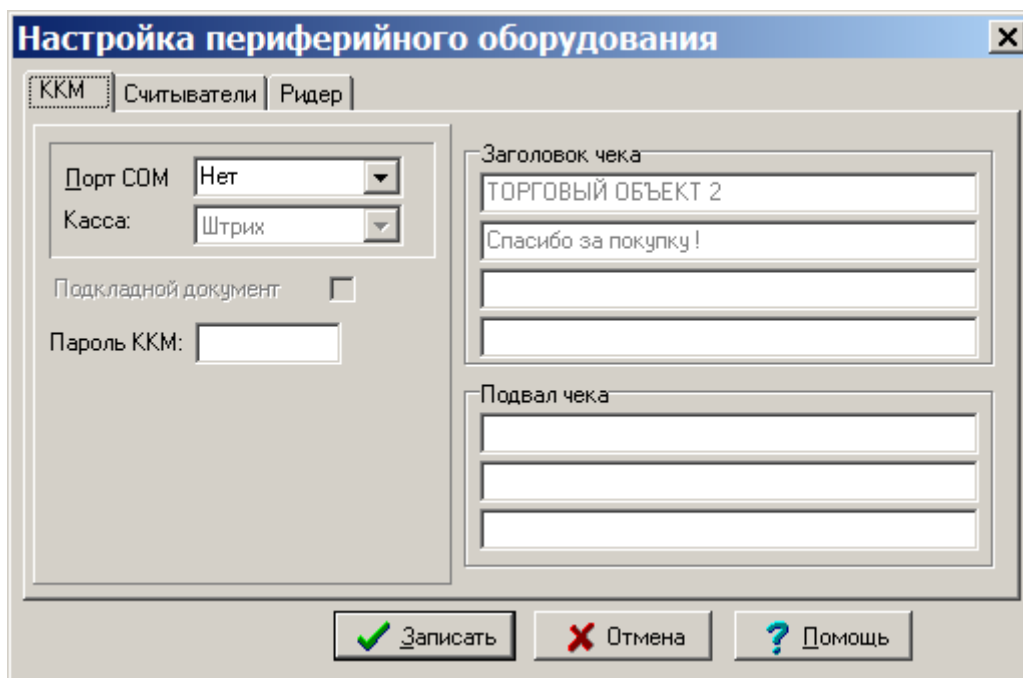 Настройка периферийного оборудования
ККМ Считыватели Ридер
Порт COM Нет
Касса: Штрих
Подкладной документ
Пароль ККМ:
Заголовок чека
ТОРГОВЫЙ ОБЪЕКТ 2
Спасибо за покупку !
Подвал чека
Записать Отмена Помощь